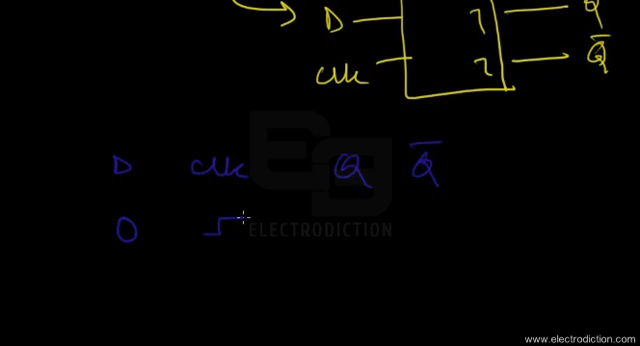 D 1 Q
clk 2 Q̅
D clk Q Q̅
0
ELECTRODICTION
www.electrodiction.com